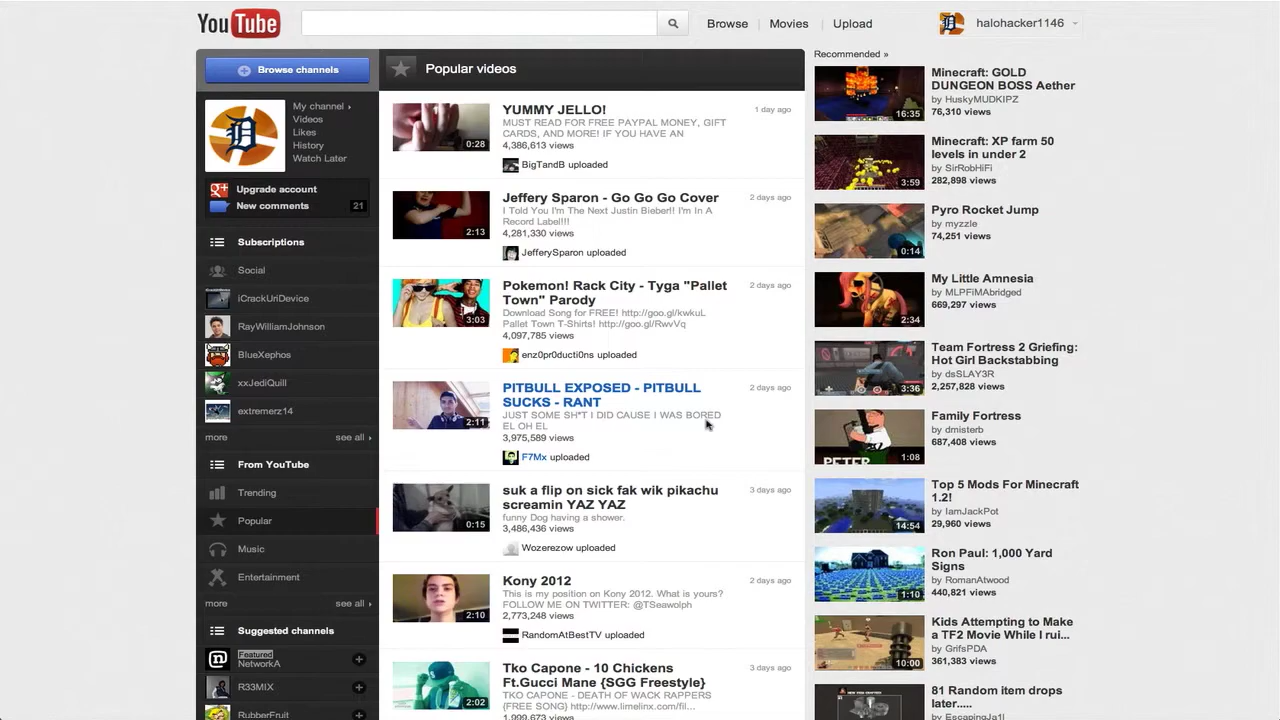 YouTube
Browse
Movies
Upload
halohacker1146
Browse channels
My channel ›
Videos
Likes
History
Watch Later
Upgrade account
New comments 21
Subscriptions
Social
iCrackUriDevice
RayWilliamJohnson
BlueXephos
xxJediQuill
extremerz14
more see all ›
From YouTube
Trending
Popular
Music
Entertainment
more see all ›
Suggested channels
Featured
NetworkA
R33MIX
RubberFruit
Popular videos
YUMMY JELLO! 1 day ago
MUST READ FOR FREE PAYPAL MONEY, GIFT
CARDS, AND MORE! IF YOU HAVE AN
4,386,613 views
0:28
BigTandB uploaded
Jeffery Sparon - Go Go Go Cover 2 days ago
I Told You I'm The Next Justin Bieber!! I'm In A
Record Label!!!
4,281,330 views
2:13
JefferySparon uploaded
Pokemon! Rack City - Tyga "Pallet 2 days ago
Town" Parody
Download Song for FREE! http://goo.gl/kwkuL
Pallet Town T-Shirts! http://goo.gl/RwvVq
4,097,785 views
3:03
enz0pr0ducti0ns uploaded
PITBULL EXPOSED - PITBULL 2 days ago
SUCKS - RANT
JUST SOME SH*T I DID CAUSE I WAS BORED
EL OH EL
3,975,589 views
2:11
F7Mx uploaded
suk a flip on sick fak wik pikachu 3 days ago
screamin YAZ YAZ
funny Dog having a shower.
3,486,436 views
0:15
Wozerezow uploaded
Kony 2012 2 days ago
This is my position on Kony 2012. What is yours?
FOLLOW ME ON TWITTER: @TSeawolph
2,773,248 views
2:10
RandomAtBestTV uploaded
Tko Capone - 10 Chickens 3 days ago
Ft.Gucci Mane {SGG Freestyle}
TKO CAPONE - DEATH OF WACK RAPPERS
{FREE SONG} http://www.limelinx.com/fil...
1,999,673 views
2:02
Recommended »
Minecraft: GOLD
DUNGEON BOSS Aether
by HuskyMUDKIPZ
76,310 views
16:35
Minecraft: XP farm 50
levels in under 2
by SirRobHiFi
282,898 views
3:59
Pyro Rocket Jump
by myzzle
74,251 views
0:14
My Little Amnesia
by MLPFiMAbridged
669,297 views
2:34
Team Fortress 2 Griefing:
Hot Girl Backstabbing
by dsSLAY3R
2,257,828 views
3:36
Family Fortress
by dmisterb
687,408 views
PETER
1:08
Top 5 Mods For Minecraft
1.2!
by IamJackPot
29,960 views
14:54
Ron Paul: 1,000 Yard
Signs
by RomanAtwood
440,821 views
1:10
Kids Attempting to Make
a TF2 Movie While I rui...
by GrifsPDA
361,383 views
10:00
81 Random item drops
later.....
by EscapingJa1l